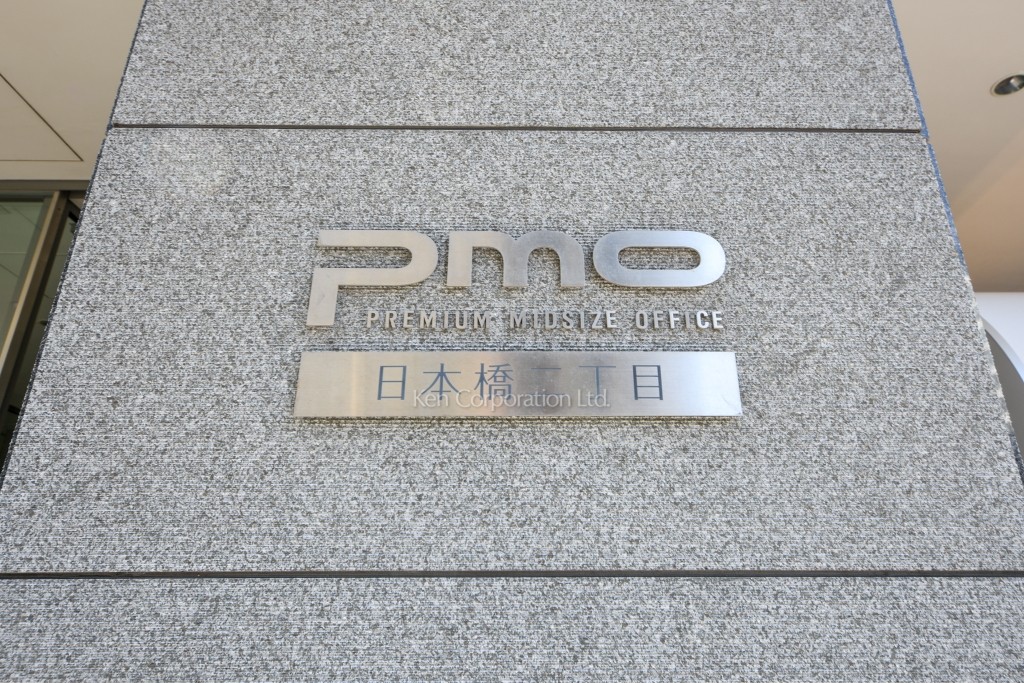 pmo
PREMIUM MIDSIZE OFFICE
日本橋二丁目
Ken Corporation Ltd.